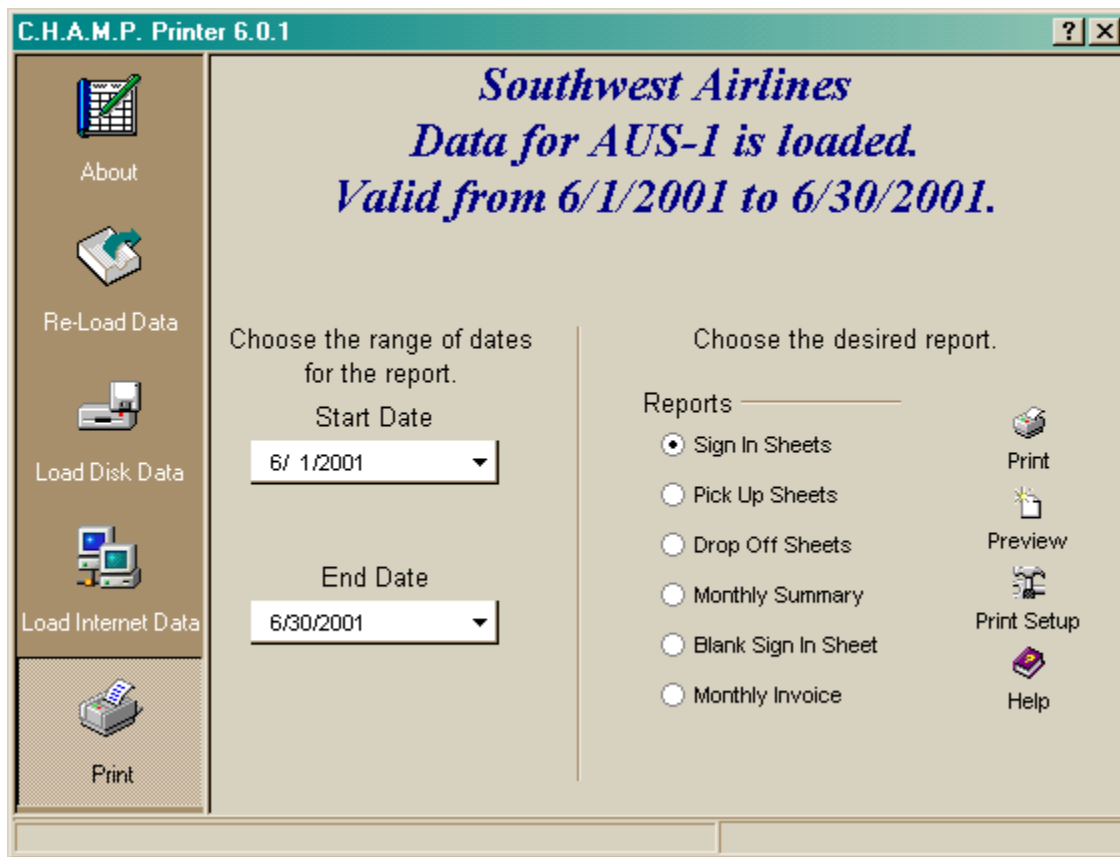 C.H.A.M.P. Printer 6.0.1
About
Re-Load Data
Load Disk Data
Load Internet Data
Print
Southwest Airlines
Data for AUS-1 is loaded.
Valid from 6/1/2001 to 6/30/2001.
Choose the range of dates
for the report.
Start Date
6/ 1/2001
End Date
6/30/2001
Choose the desired report.
Reports
Sign In Sheets
Pick Up Sheets
Drop Off Sheets
Monthly Summary
Blank Sign In Sheet
Monthly Invoice
Print
Preview
Print Setup
Help